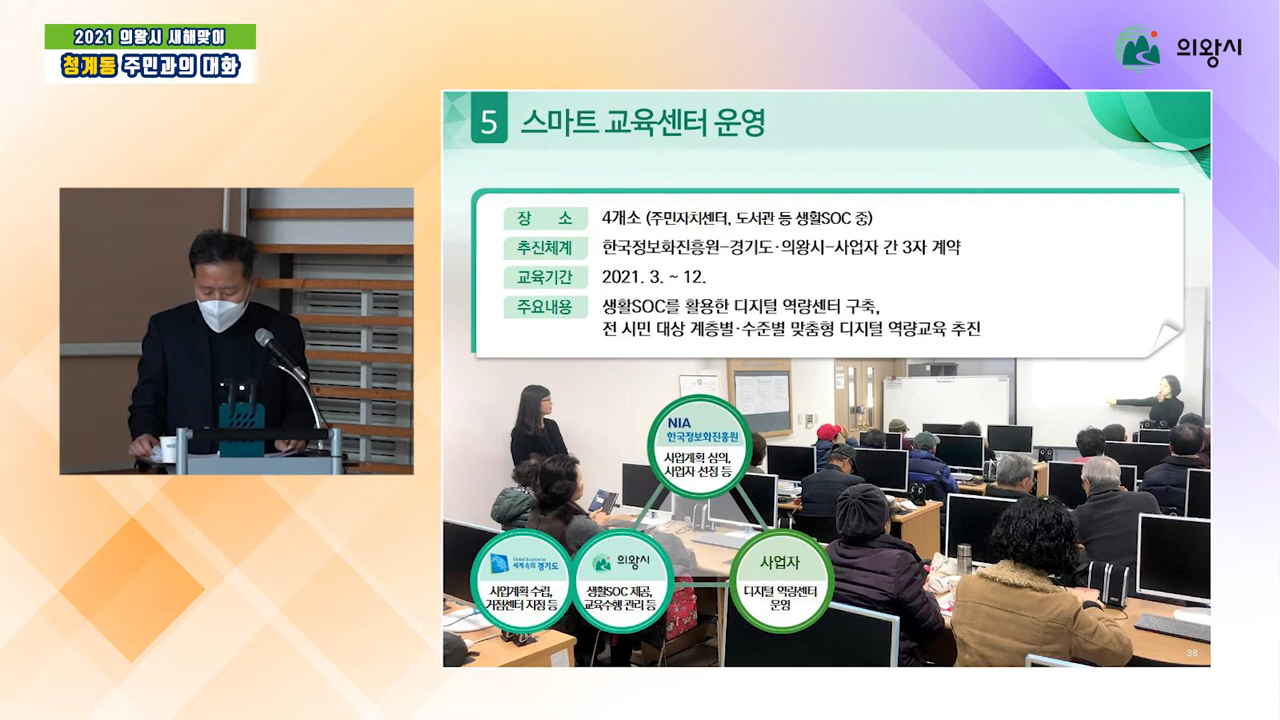 2021 의왕시 새해맞이
청계동 주민과의 대화
의왕시
5 스마트 교육센터 운영
장 소 4개소 (주민자치센터, 도서관 등 생활SOC 중)
추진체계 한국정보화진흥원-경기도·의왕시-사업자 간 3자 계약
교육기간 2021. 3. ~ 12.
주요내용 생활SOC를 활용한 디지털 역량센터 구축,
전 시민 대상 계층별·수준별 맞춤형 디지털 역량교육 추진
12
NIA
한국정보화진흥원
사업계획 심의,
사업자 선정 등
세계속의 경기도
사업계획 수립,
거점센터 지정 등
의왕시
생활SOC 제공,
교육수행 관리 등
사업자
디지털 역량센터
운영
38